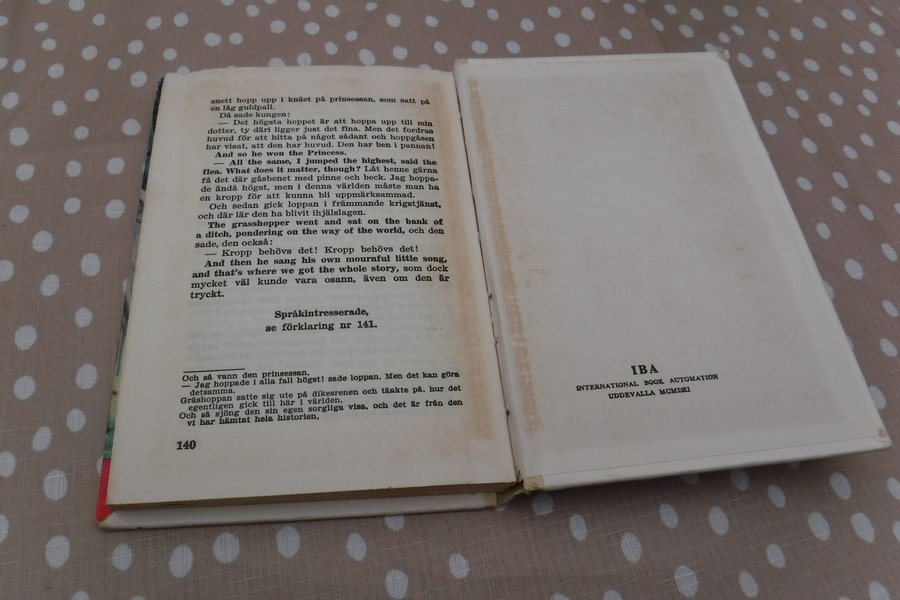 snett hopp upp i knäet på prinsessan, som satt på
en låg guldpall.
Då sade kungen:
— Det högsta hoppet är att hoppa upp till min
dotter, ty däri ligger just det fina. Men det fordras
huvud för att hitta på något sådant och hoppgåsen
har visat, att den har huvud. Den har ben i pannan!
And so he won the Princess.
— All the same, I jumped the highest, said the
flea. What does it matter, though? Låt henne gärna
få det där gåsbenet med pinne och beck. Jag hoppa-
de ändå högst, men i denna världen måste man ha
en kropp för att kunna bli uppmärksammad.
Och sedan gick loppan i främmande krigstjänst,
och där lär den ha blivit ihjälslagen.
The grasshopper went and sat on the bank of
a ditch, pondering on the way of the world, och den
sade, den också:
— Kropp behövs det! Kropp behövs det!
And then he sang his own mournful little song,
and that's where we got the whole story, som dock
mycket väl kunde vara osann, även om den är
tryckt.
Språkintresserade,
se förklaring nr 141.
Och så vann den prinsessan.
— Jag hoppade i alla fall högst! sade loppan. Men det kan göra
detsamma.
Gräshoppan satte sig ute på dikesrenen och tänkte på, hur det
egentligen gick till här i världen.
Och så sjöng den sin egen sorgliga visa, och det är från den
vi har hämtat hela historien,
140
IBA
INTERNATIONAL BOOK AUTOMATION
UDDEVALLA MCMLXI